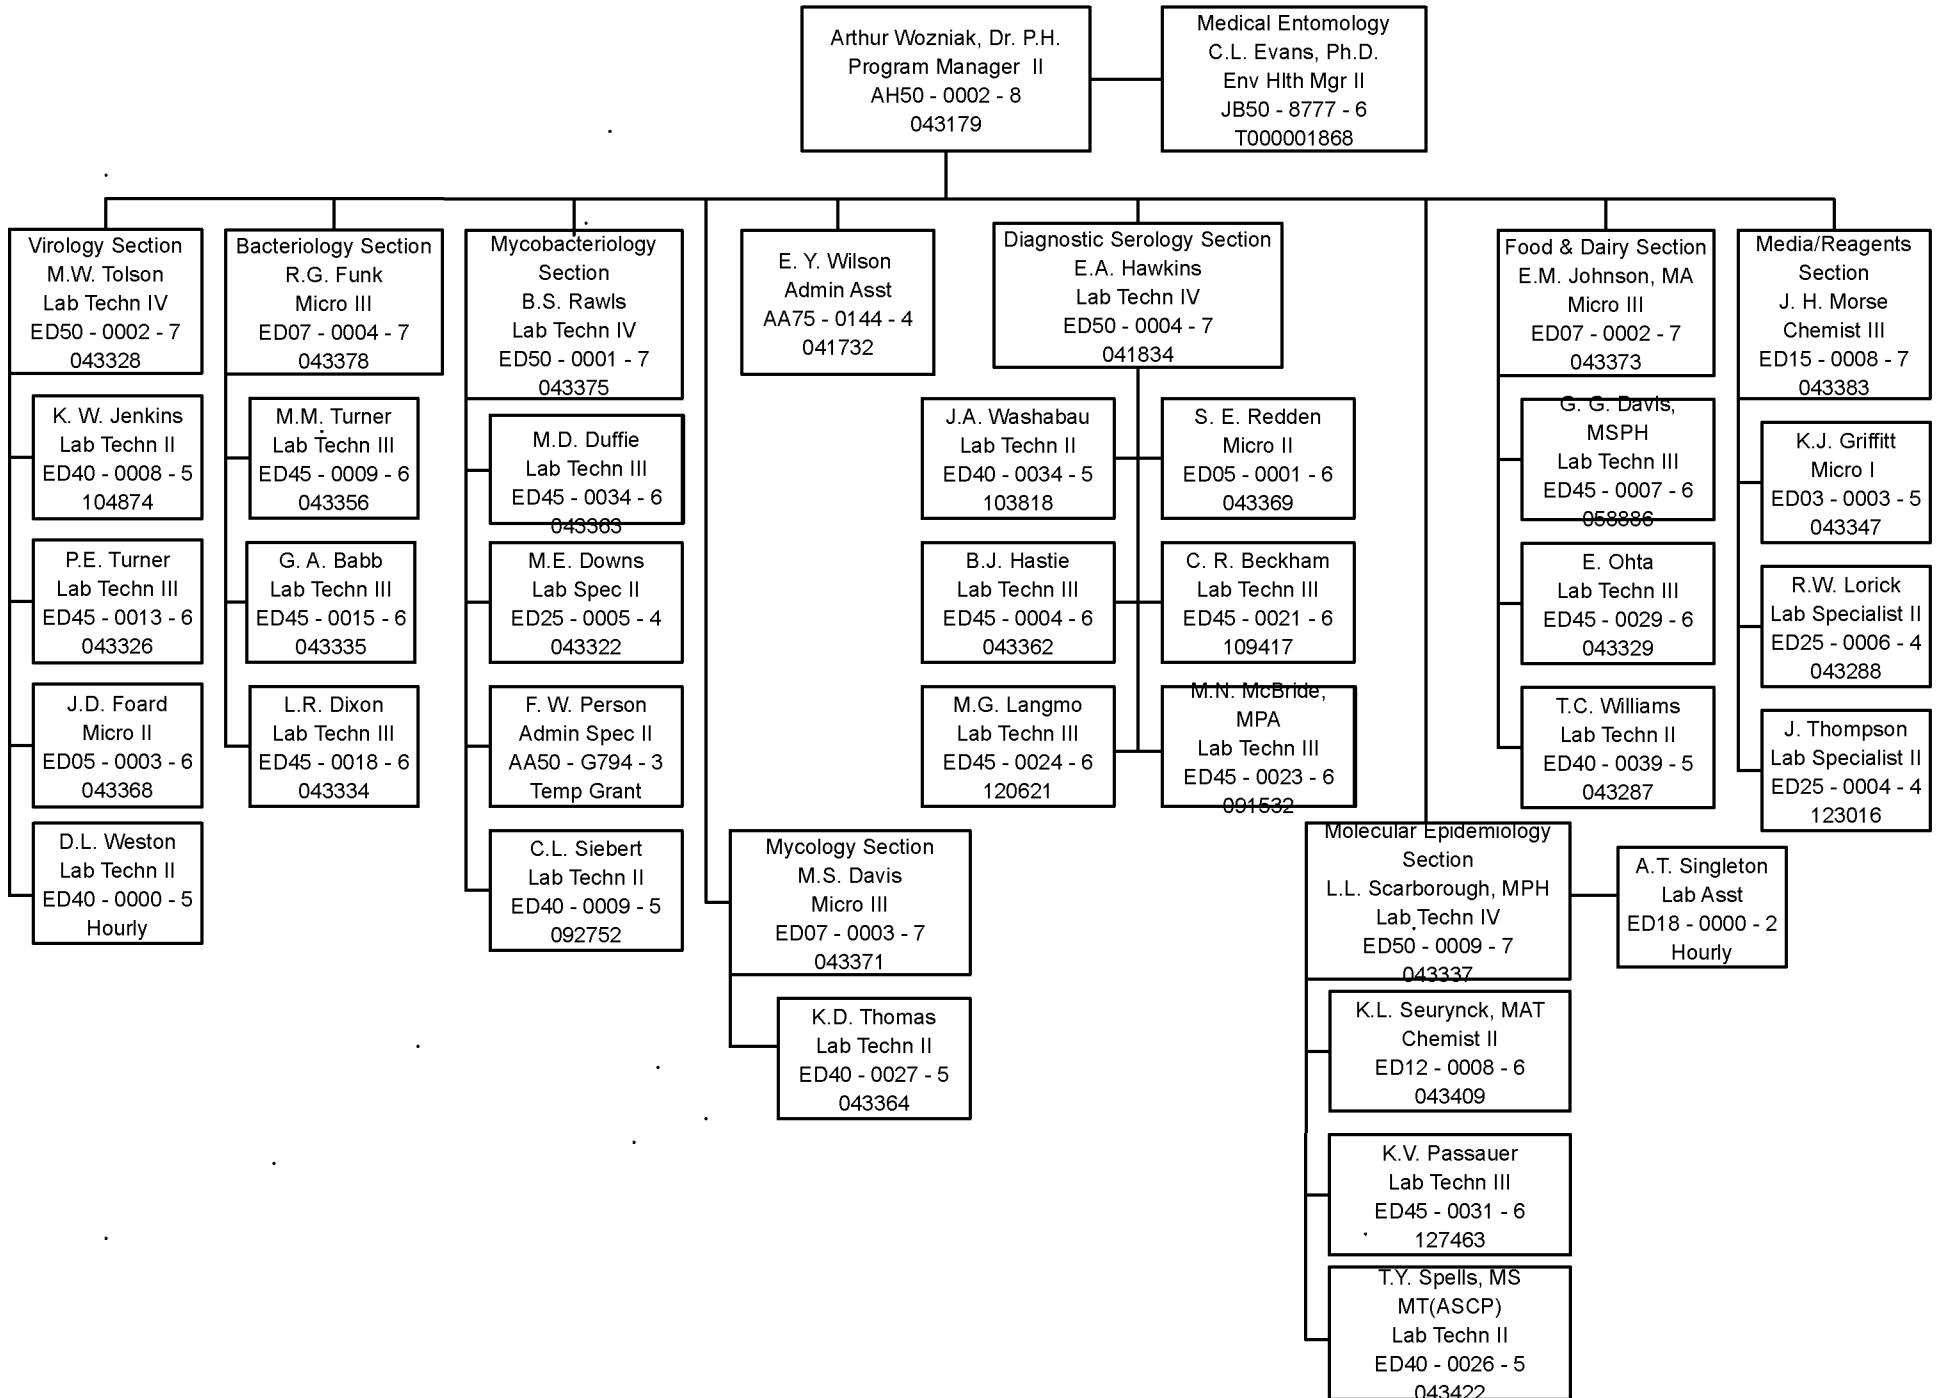 Arthur Wozniak, Dr. P.H.
Program Manager II
AH50 - 0002 - 8
043179
Medical Entomology
C.L. Evans, Ph.D.
Env Hlth Mgr II
JB50 - 8777 - 6
T000001868
Virology Section
M.W. Tolson
Lab Techn IV
ED50 - 0002 - 7
043328
K. W. Jenkins
Lab Techn II
ED40 - 0008 - 5
104874
P.E. Turner
Lab Techn III
ED45 - 0013 - 6
043326
J.D. Foard
Micro II
ED05 - 0003 - 6
043368
D.L. Weston
Lab Techn II
ED40 - 0000 - 5
Hourly
Bacteriology Section
R.G. Funk
Micro III
ED07 - 0004 - 7
043378
M.M. Turner
Lab Techn III
ED45 - 0009 - 6
043356
G. A. Babb
Lab Techn III
ED45 - 0015 - 6
043335
L.R. Dixon
Lab Techn III
ED45 - 0018 - 6
043334
Mycobacteriology
Section
B.S. Rawls
Lab Techn IV
ED50 - 0001 - 7
043375
M.D. Duffie
Lab Techn III
ED45 - 0034 - 6
043363
M.E. Downs
Lab Spec II
ED25 - 0005 - 4
043322
F. W. Person
Admin Spec II
AA50 - G794 - 3
Temp Grant
C.L. Siebert
Lab Techn II
ED40 - 0009 - 5
092752
Mycology Section
M.S. Davis
Micro III
ED07 - 0003 - 7
043371
K.D. Thomas
Lab Techn II
ED40 - 0027 - 5
043364
E. Y. Wilson
Admin Asst
AA75 - 0144 - 4
041732
Diagnostic Serology Section
E.A. Hawkins
Lab Techn IV
ED50 - 0004 - 7
041834
J.A. Washabau
Lab Techn II
ED40 - 0034 - 5
103818
S. E. Redden
Micro II
ED05 - 0001 - 6
043369
B.J. Hastie
Lab Techn III
ED45 - 0004 - 6
043362
C. R. Beckham
Lab Techn III
ED45 - 0021 - 6
109417
M.G. Langmo
Lab Techn III
ED45 - 0024 - 6
120621
M.N. McBride,
MPA
Lab Techn III
ED45 - 0023 - 6
091532
Molecular Epidemiology
Section
L.L. Scarborough, MPH
Lab Techn IV
ED50 - 0009 - 7
043337
A.T. Singleton
Lab Asst
ED18 - 0000 - 2
Hourly
K.L. Seurynck, MAT
Chemist II
ED12 - 0008 - 6
043409
K.V. Passauer
Lab Techn III
ED45 - 0031 - 6
127463
T.Y. Spells, MS
MT(ASCP)
Lab Techn II
ED40 - 0026 - 5
043422
Food & Dairy Section
E.M. Johnson, MA
Micro III
ED07 - 0002 - 7
043373
G. G. Davis,
MSPH
Lab Techn III
ED45 - 0007 - 6
058886
E. Ohta
Lab Techn III
ED45 - 0029 - 6
043329
T.C. Williams
Lab Techn II
ED40 - 0039 - 5
043287
Media/Reagents
Section
J. H. Morse
Chemist III
ED15 - 0008 - 7
043383
K.J. Griffitt
Micro I
ED03 - 0003 - 5
043347
R.W. Lorick
Lab Specialist II
ED25 - 0006 - 4
043288
J. Thompson
Lab Specialist II
ED25 - 0004 - 4
123016